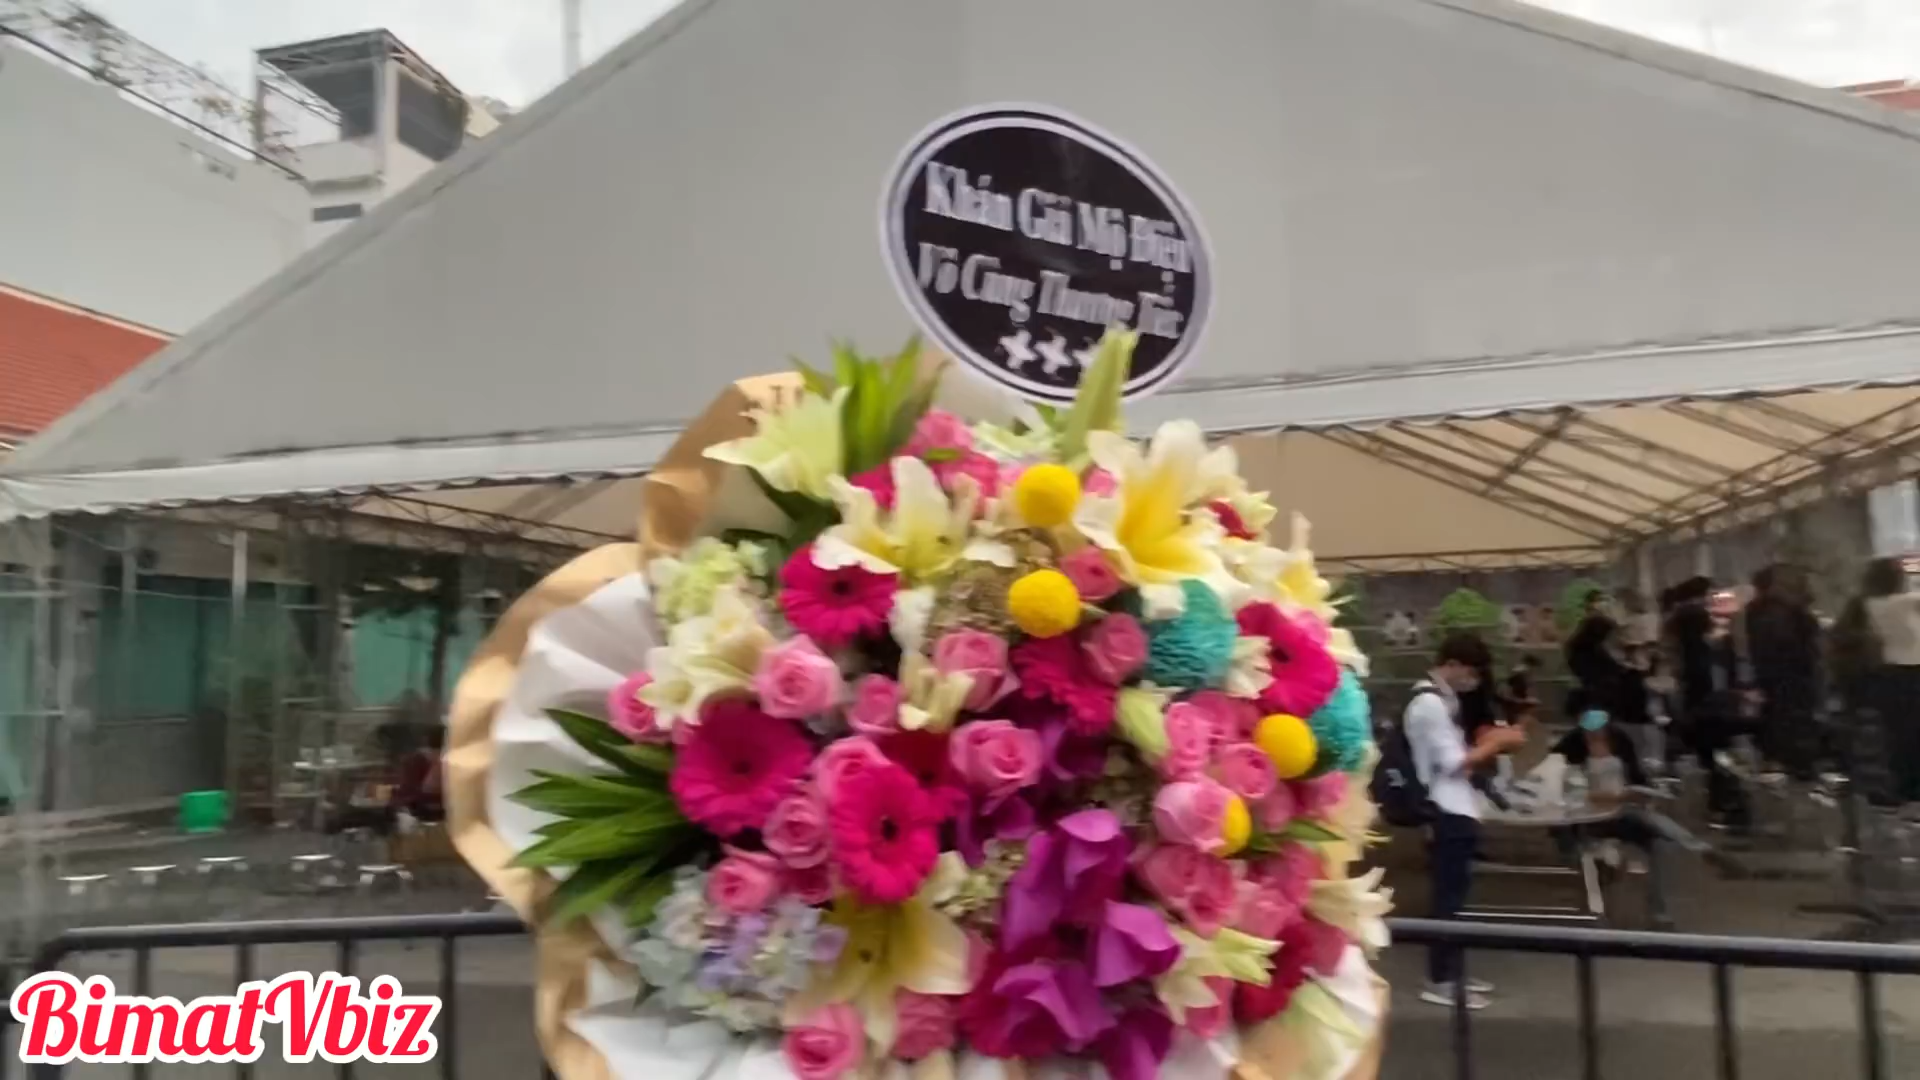 Khán Giả Mộ Điệu
Vô Cùng Thương Tiếc
BimatVbiz